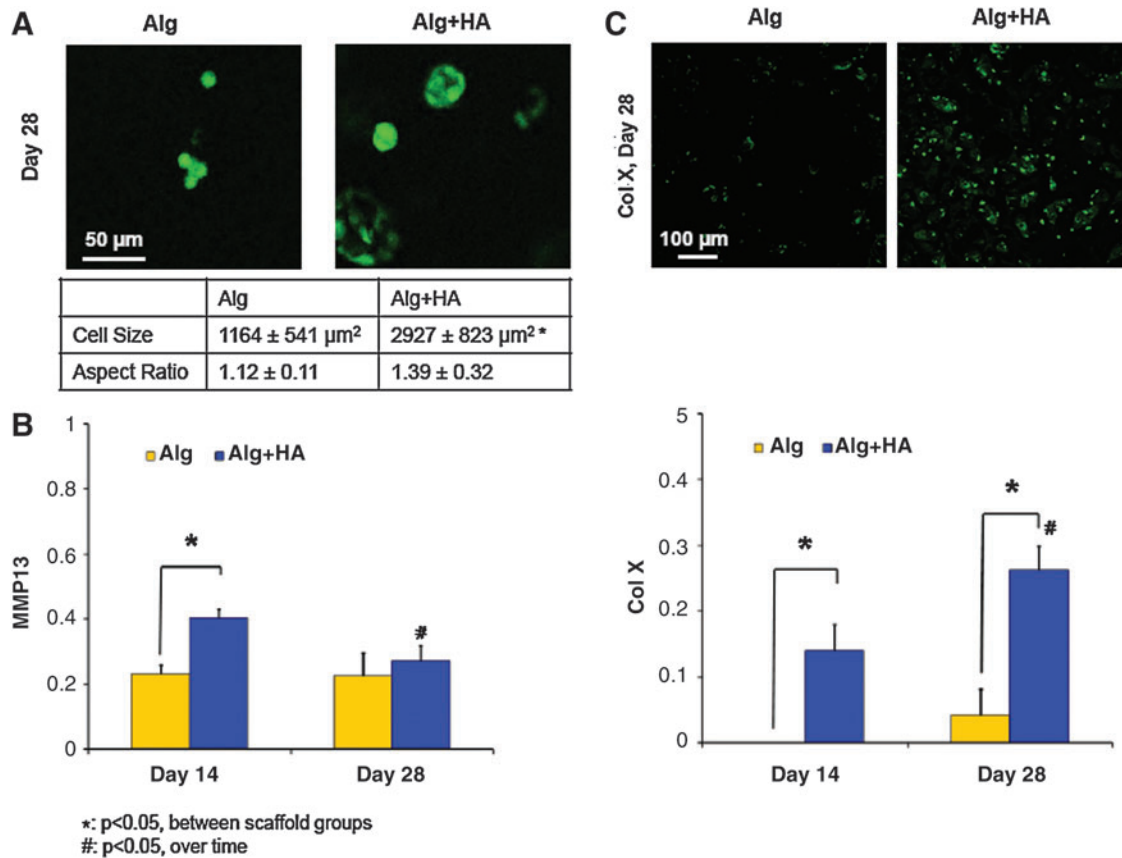 A
Alg
Alg+HA
Day 28
50 µm
Alg
Alg+HA
Cell Size
1164 ± 541 µm²
2927 ± 823 µm² *
Aspect Ratio
1.12 ± 0.11
1.39 ± 0.32
C
Alg
Alg+HA
Col X, Day 28
100 µm
B
1
0.8
0.6
0.4
0.2
0
MMP13
Alg
Alg+HA
*
#
Day 14
Day 28
5
0.4
0.3
0.2
0.1
0
Col X
Alg
Alg+HA
*
*
#
Day 14
Day 28
*: p<0.05, between scaffold groups
#: p<0.05, over time